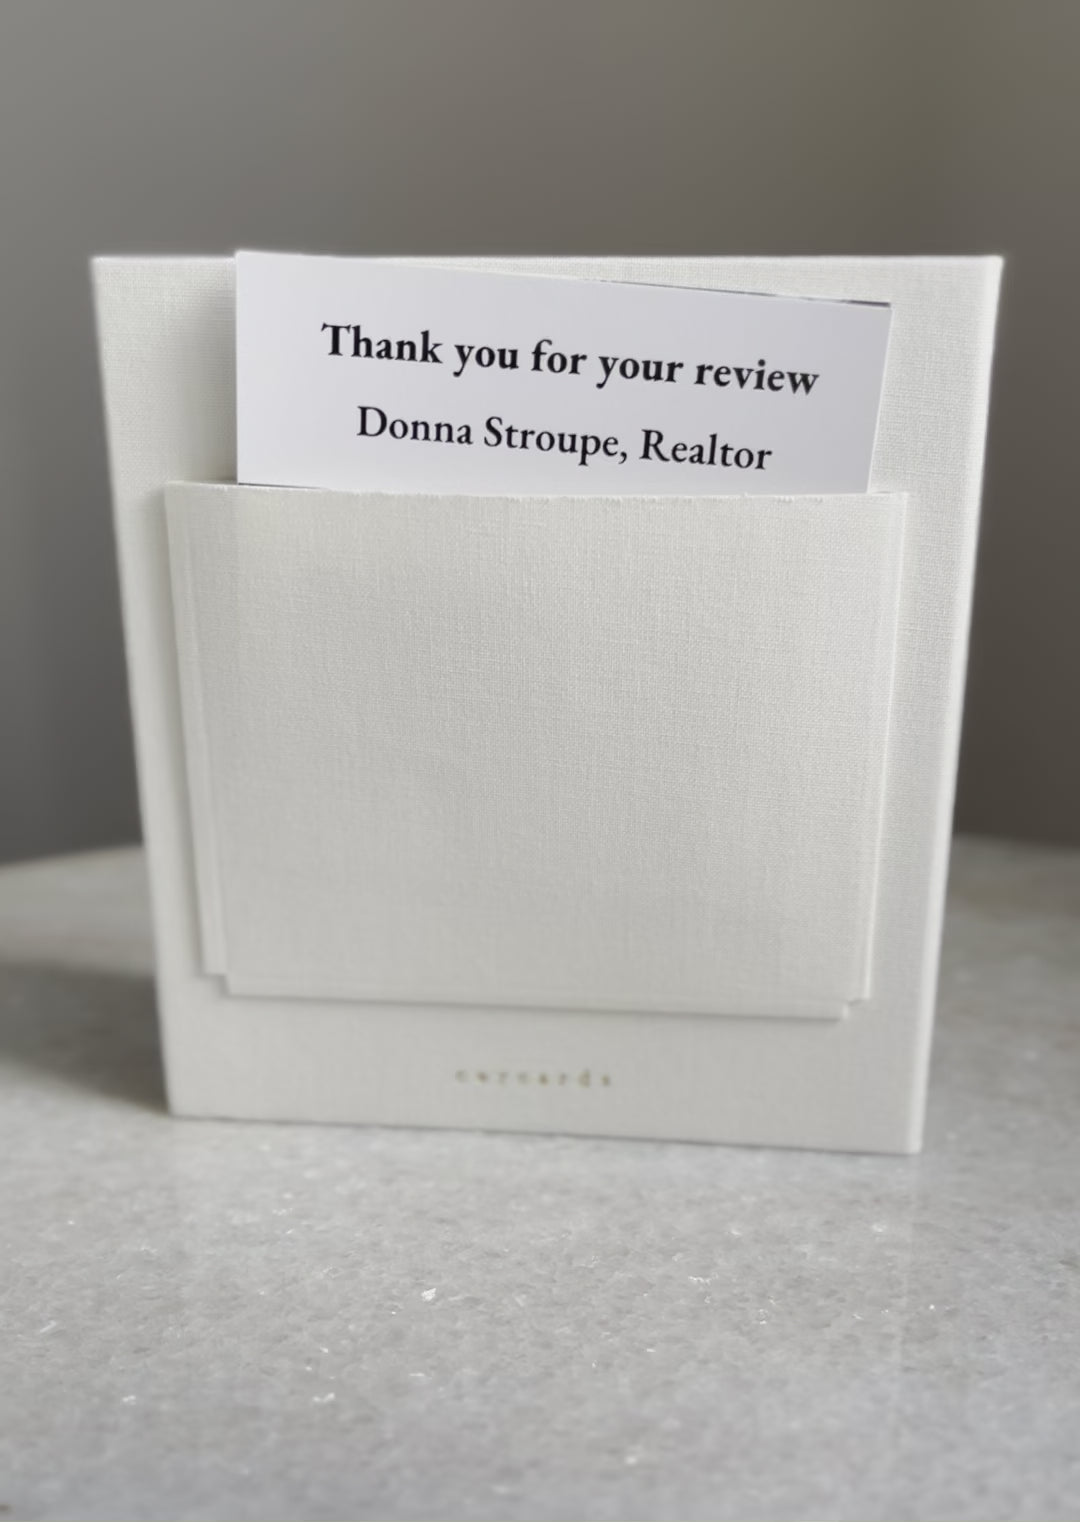 Thank you for your review
Donna Stroupe, Realtor